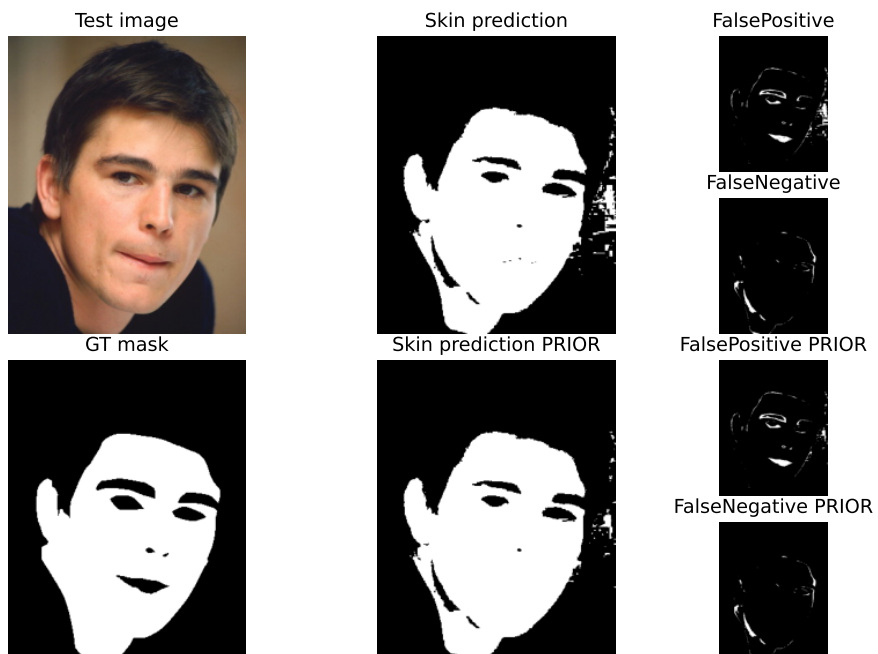 Test image
Skin prediction
FalsePositive
FalseNegative
GT mask
Skin prediction PRIOR
FalsePositive PRIOR
FalseNegative PRIOR